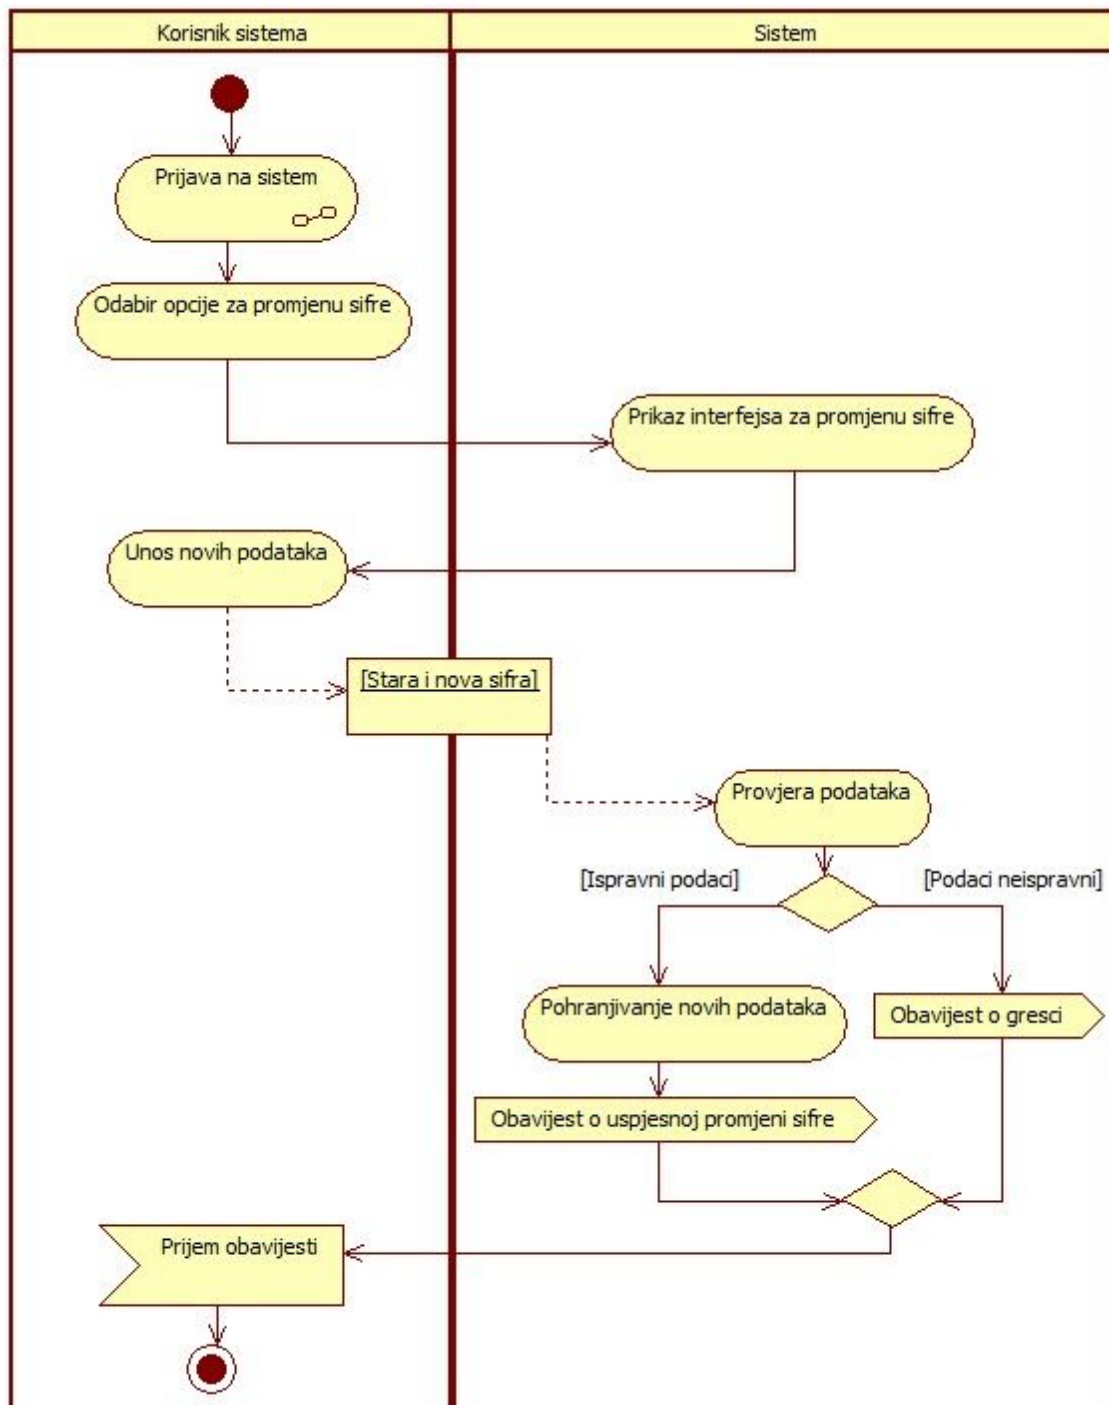 Korisnik sistema
Sistem
Prijava na sistem
Odabir opcije za promjenu sifre
Prikaz interfejsa za promjenu sifre
Unos novih podataka
[Stara i nova sifra]
Provjera podataka
[Ispravni podaci]
[Podaci neispravni]
Pohranjivanje novih podataka
Obavijest o gresci
Obavijest o uspjesnoj promjeni sifre
Prijem obavijesti